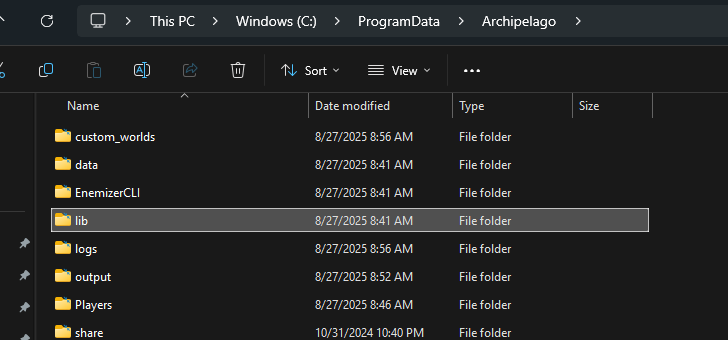 This PC > Windows (C:) > ProgramData > Archipelago >
Sort View ...
Name Date modified Type Size
custom_worlds 8/27/2025 8:56 AM File folder
data 8/27/2025 8:41 AM File folder
EnemizerCLI 8/27/2025 8:41 AM File folder
lib 8/27/2025 8:41 AM File folder
logs 8/27/2025 8:56 AM File folder
output 8/27/2025 8:52 AM File folder
Players 8/27/2025 8:46 AM File folder
share 10/31/2024 10:40 PM File folder